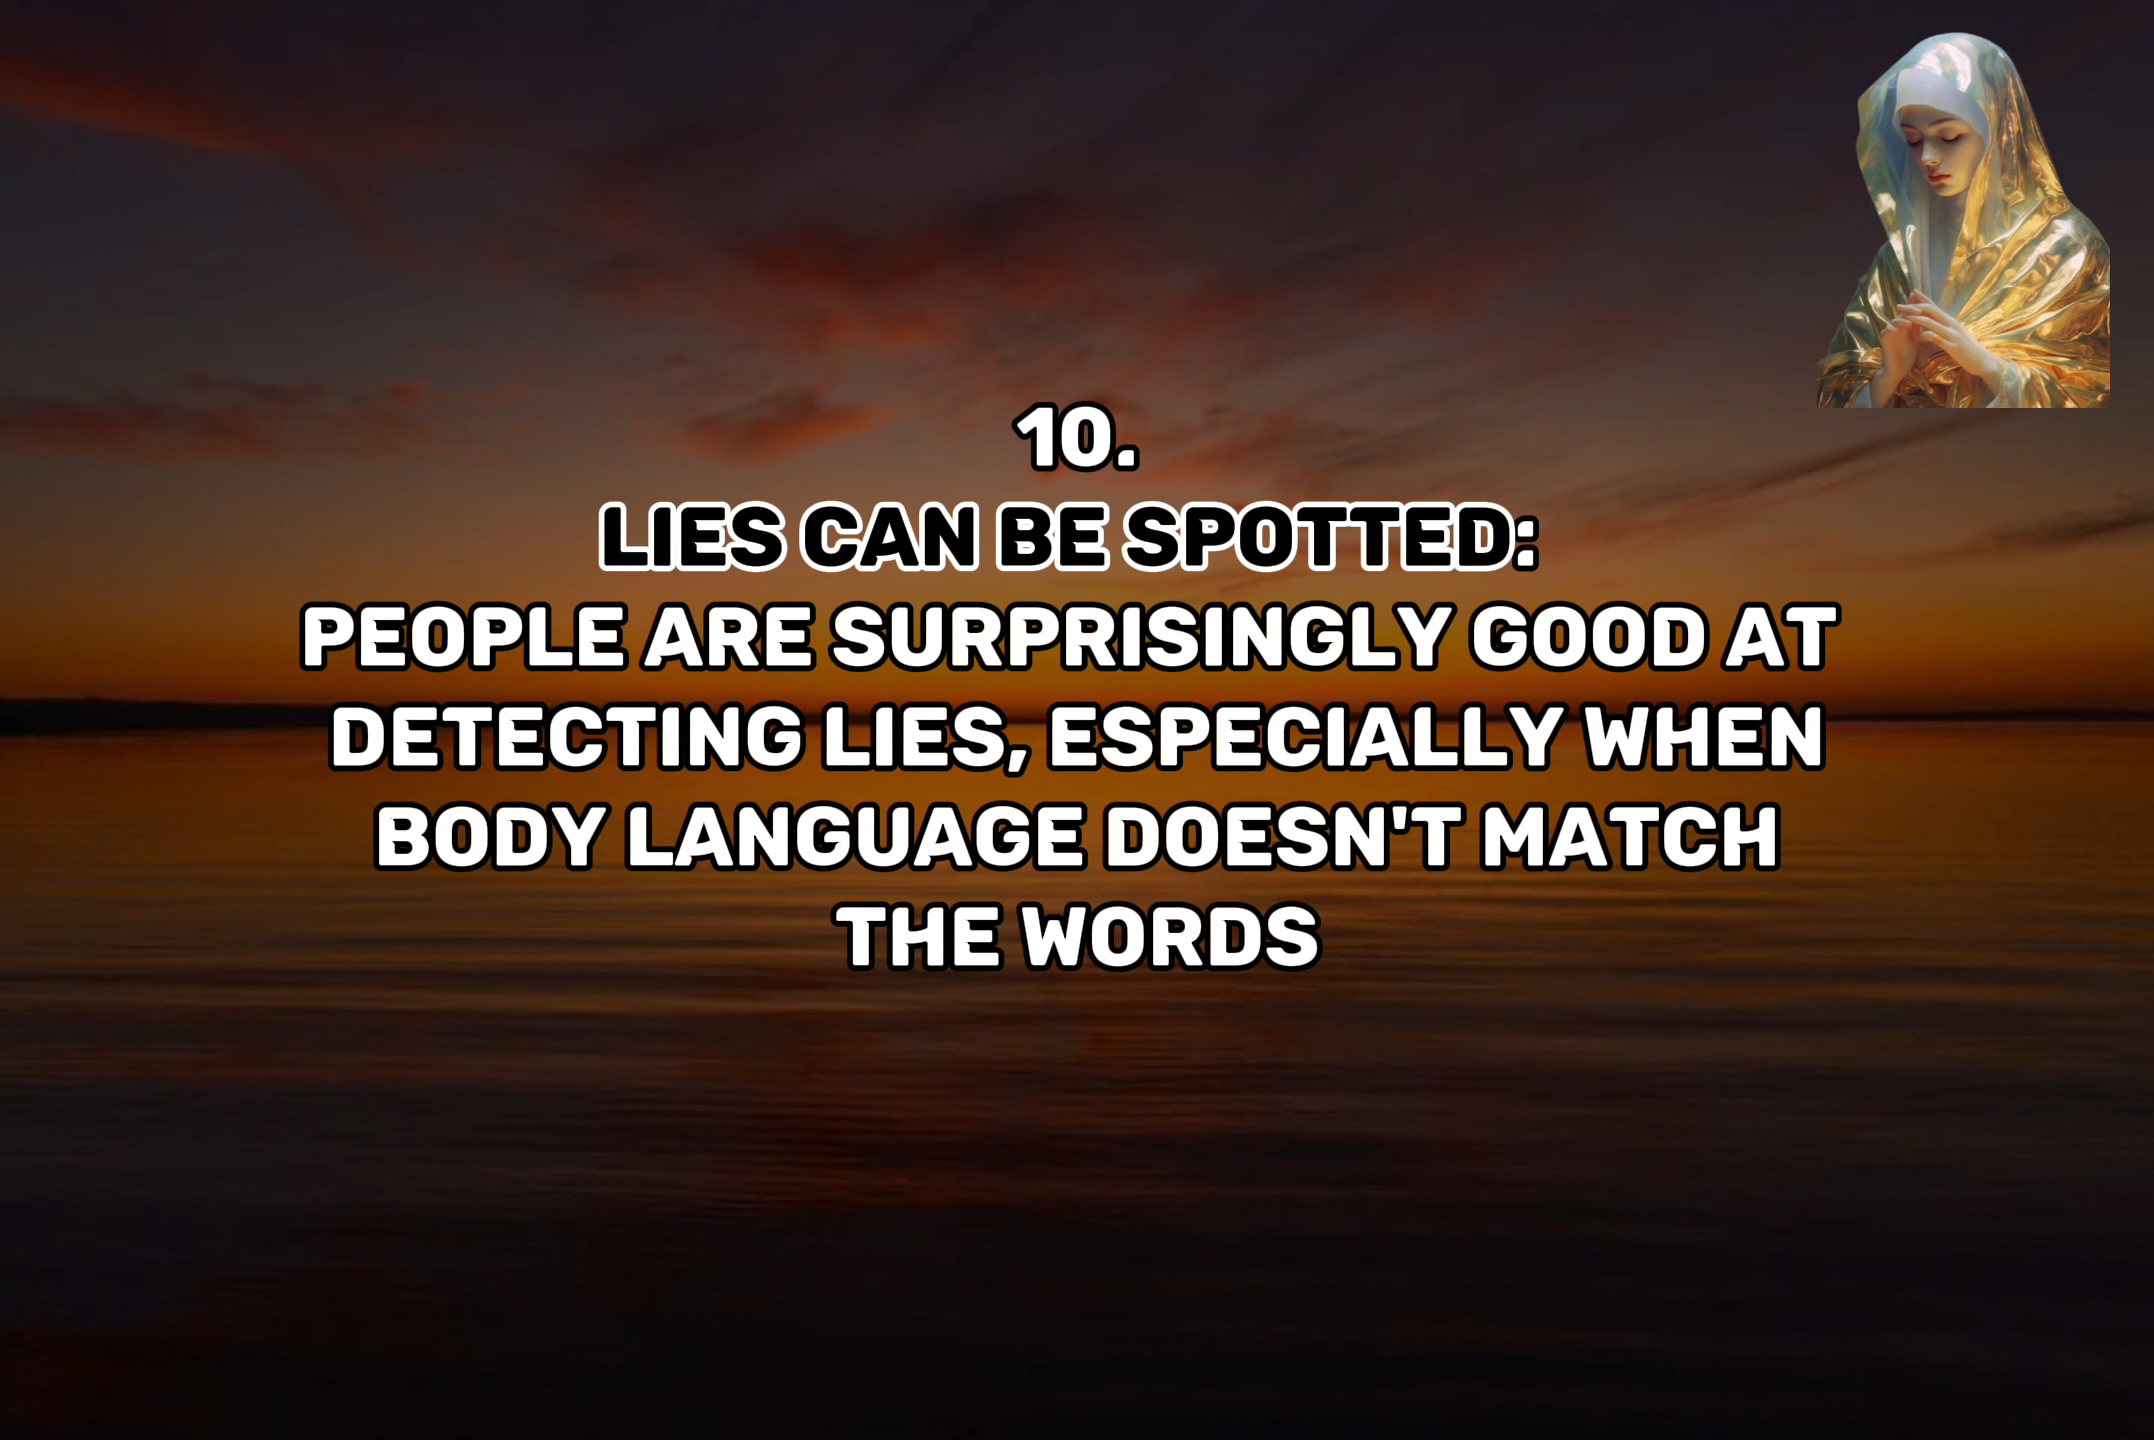 10.
LIES CAN BE SPOTTED:
PEOPLE ARE SURPRISINGLY GOOD AT
DETECTING LIES, ESPECIALLY WHEN
BODY LANGUAGE DOESN'T MATCH
THE WORDS